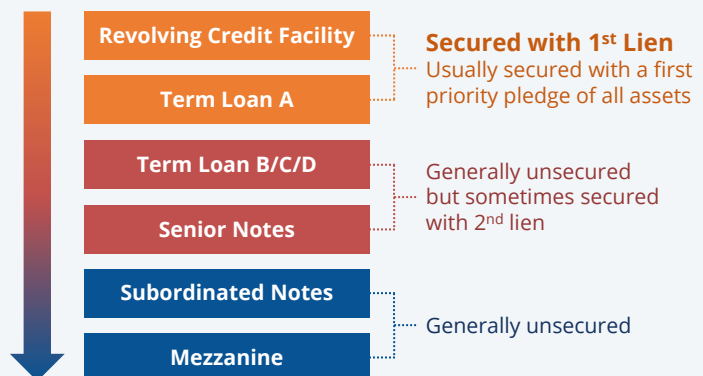 Revolving Credit Facility
Term Loan A
Secured with 1st Lien
Usually secured with a first
priority pledge of all assets
Term Loan B/C/D
Senior Notes
Generally unsecured
but sometimes secured
with 2nd lien
Subordinated Notes
Mezzanine
Generally unsecured